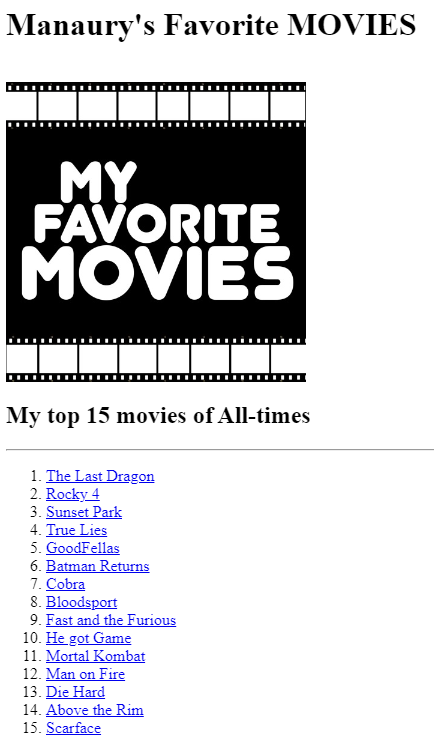 Manaury's Favorite MOVIES
MY
FAVORITE
MOVIES
My top 15 movies of All-times
1. The Last Dragon
2. Rocky 4
3. Sunset Park
4. True Lies
5. GoodFellas
6. Batman Returns
7. Cobra
8. Bloodsport
9. Fast and the Furious
10. He got Game
11. Mortal Kombat
12. Man on Fire
13. Die Hard
14. Above the Rim
15. Scarface